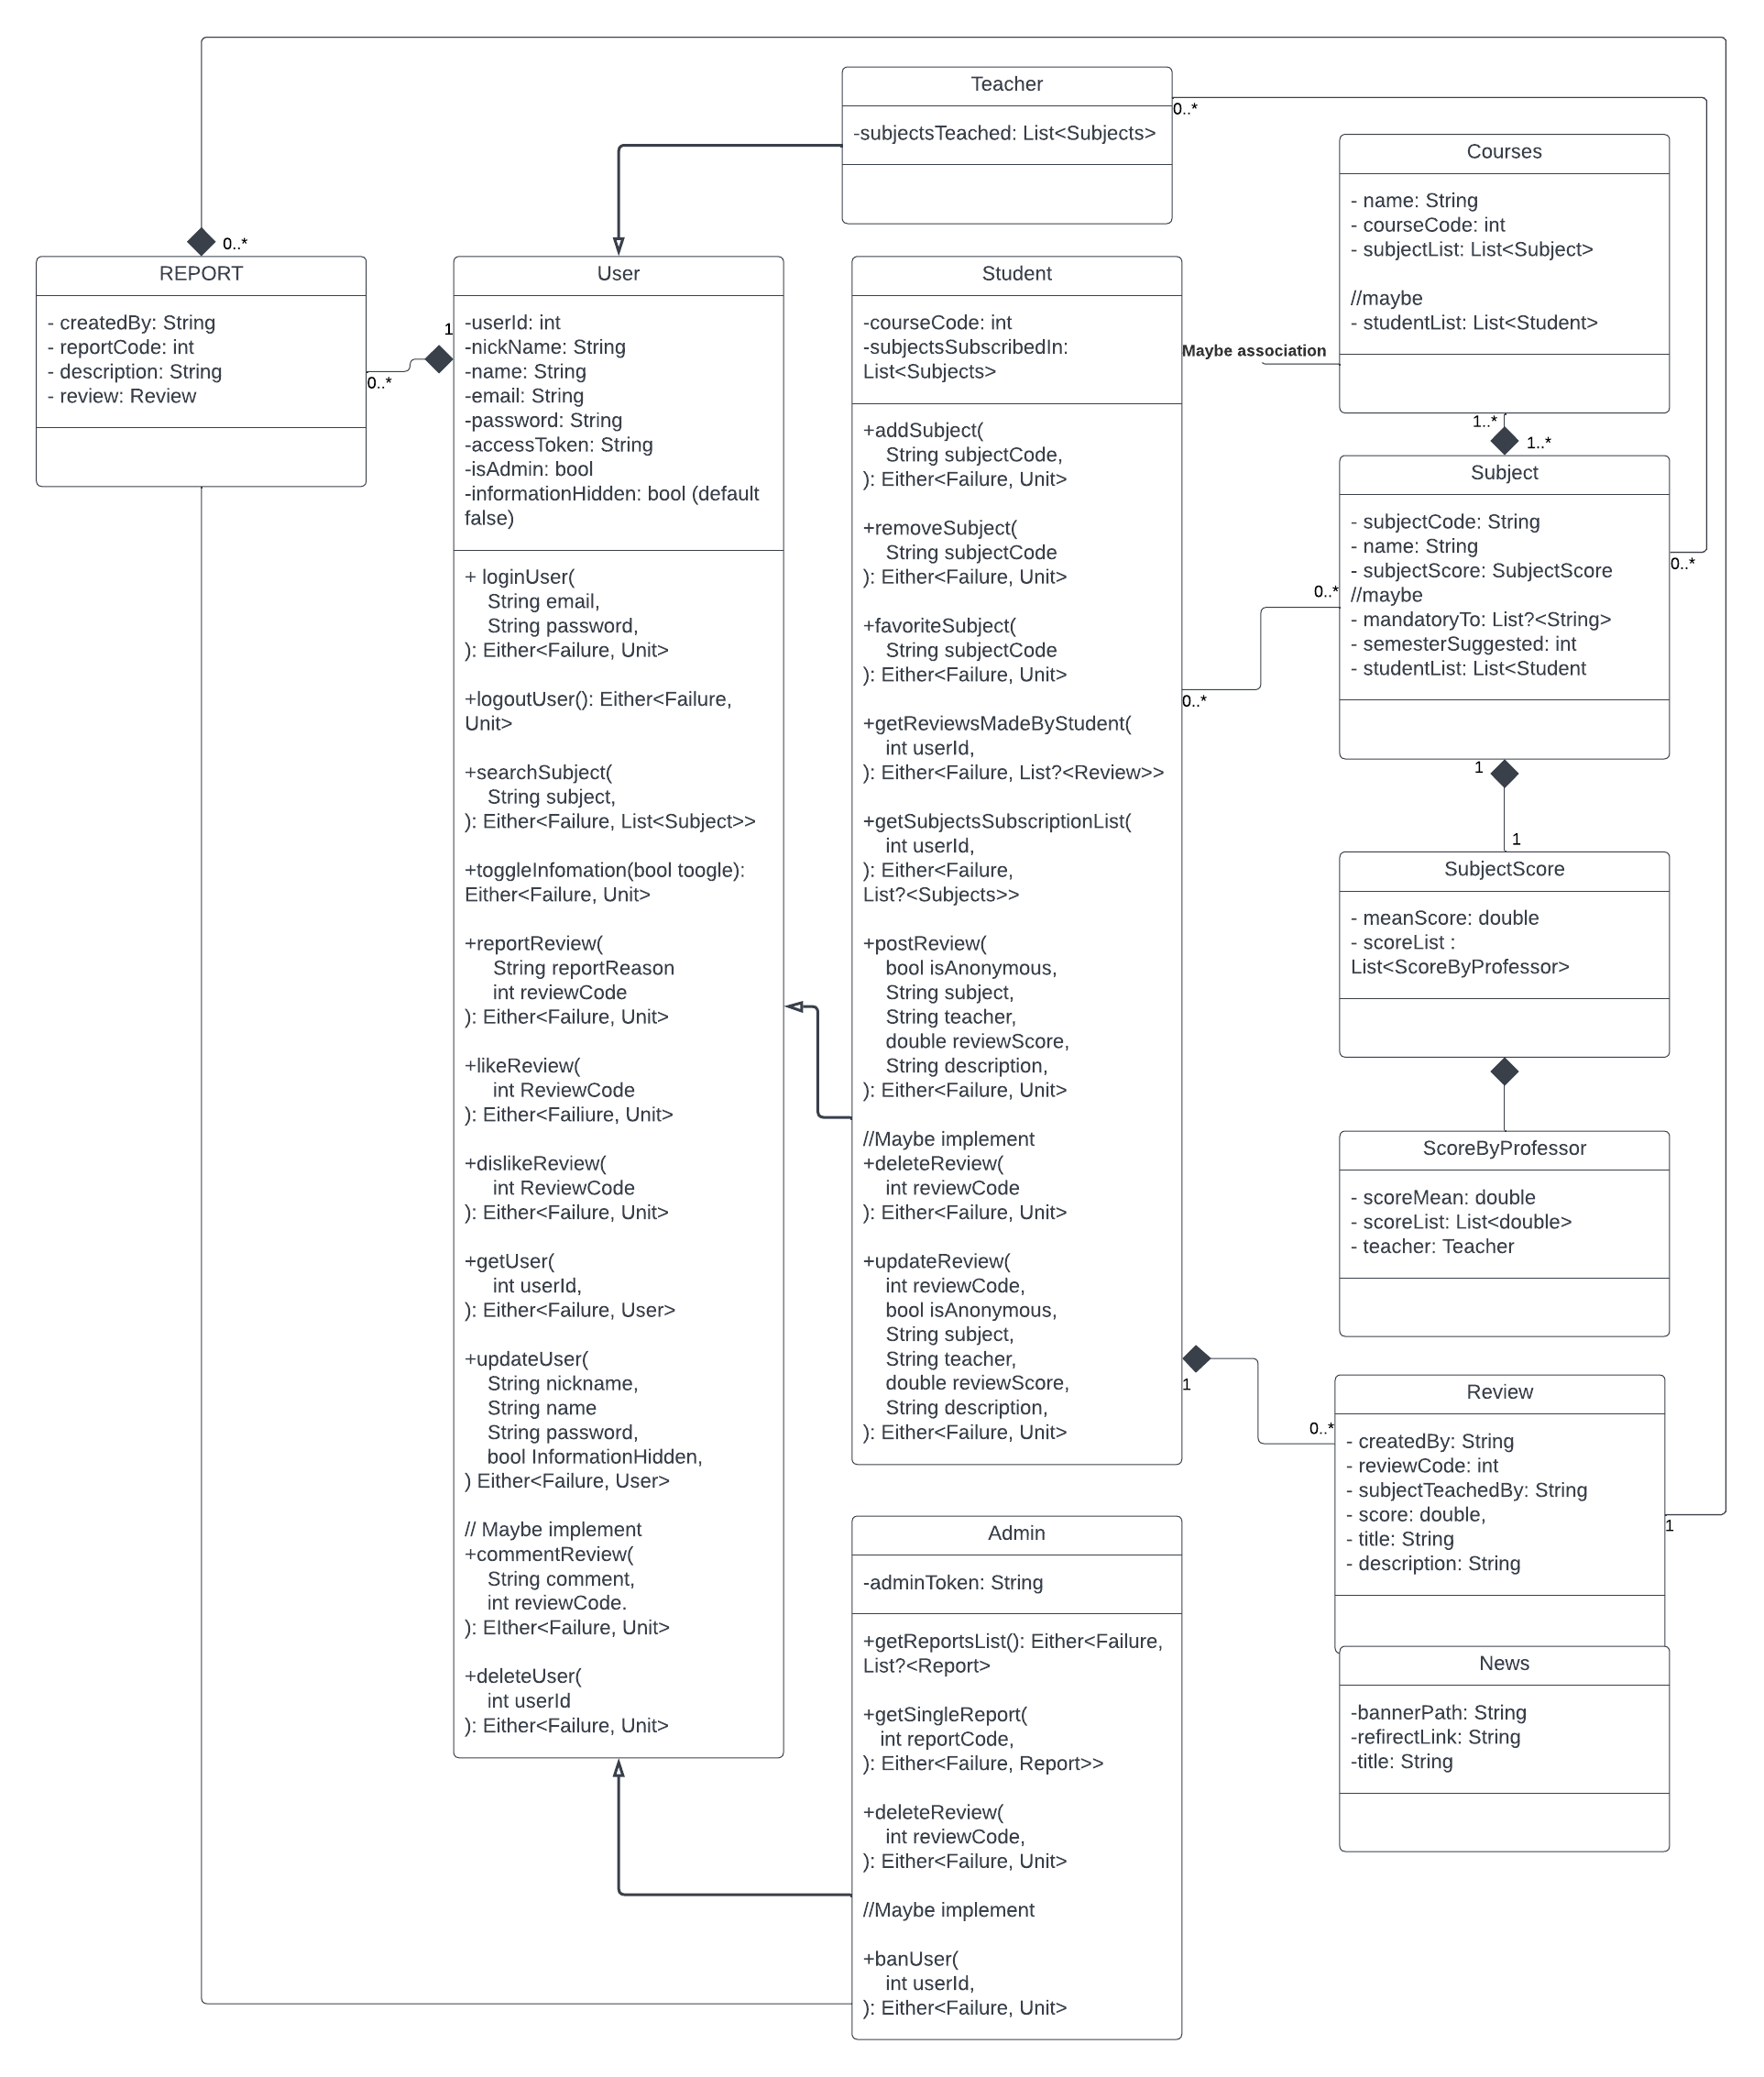 Teacher
-subjectsTeached: List<Subjects>
0..*
Courses
- name: String
- courseCode: int
- subjectList: List<Subject>
//maybe
- studentList: List<Student>
0..*
REPORT
- createdBy: String
- reportCode: int
- description: String
- review: Review
0..*
1
User
-userId: int
-nickName: String
-name: String
-email: String
-password: String
-accessToken: String
-isAdmin: bool
-informationHidden: bool (default
false)
+ loginUser(
String email,
String password,
): Either<Failure, Unit>
+logoutUser(): Either<Failure,
Unit>
+searchSubject(
String subject,
): Either<Failure, List<Subject>>
+toggleInfomation(bool toogle):
Either<Failure, Unit>
+reportReview(
String reportReason
int reviewCode
): Either<Failure, Unit>
+likeReview(
int ReviewCode
): Either<Failiure, Unit>
+dislikeReview(
int ReviewCode
): Either<Failure, Unit>
+getUser(
int userId,
): Either<Failure, User>
+updateUser(
String nickname,
String name
String password,
bool InformationHidden,
) Either<Failure, User>
// Maybe implement
+commentReview(
String comment,
int reviewCode.
): EIther<Failure, Unit>
+deleteUser(
int userId
): Either<Failure, Unit>
Student
-courseCode: int
-subjectsSubscribedIn:
List<Subjects>
+addSubject(
String subjectCode,
): Either<Failure, Unit>
+removeSubject(
String subjectCode
): Either<Failure, Unit>
+favoriteSubject(
String subjectCode
): Either<Failure, Unit>
+getReviewsMadeByStudent(
int userId,
): Either<Failure, List?<Review>>
+getSubjectsSubscriptionList(
int userId,
): Either<Failure,
List?<Subjects>>
+postReview(
bool isAnonymous,
String subject,
String teacher,
double reviewScore,
String description,
): Either<Failure, Unit>
//Maybe implement
+deleteReview(
int reviewCode
): Either<Failure, Unit>
+updateReview(
int reviewCode,
bool isAnonymous,
String subject,
String teacher,
double reviewScore,
String description,
): Either<Failure, Unit>
Maybe association
1..*
1..*
Subject
- subjectCode: String
- name: String
- subjectScore: SubjectScore
//maybe
- mandatoryTo: List?<String>
- semesterSuggested: int
- studentList: List<Student
0..*
0..*
0..*
1
1
SubjectScore
- meanScore: double
- scoreList :
List<ScoreByProfessor>
ScoreByProfessor
- scoreMean: double
- scoreList: List<double>
- teacher: Teacher
1
0..*
Review
- createdBy: String
- reviewCode: int
- subjectTeachedBy: String
- score: double,
- title: String
- description: String
1
Admin
-adminToken: String
+getReportsList(): Either<Failure,
List?<Report>
+getSingleReport(
int reportCode,
): Either<Failure, Report>>
+deleteReview(
int reviewCode,
): Either<Failure, Unit>
//Maybe implement
+banUser(
int userId,
): Either<Failure, Unit>
News
-bannerPath: String
-refirectLink: String
-title: String